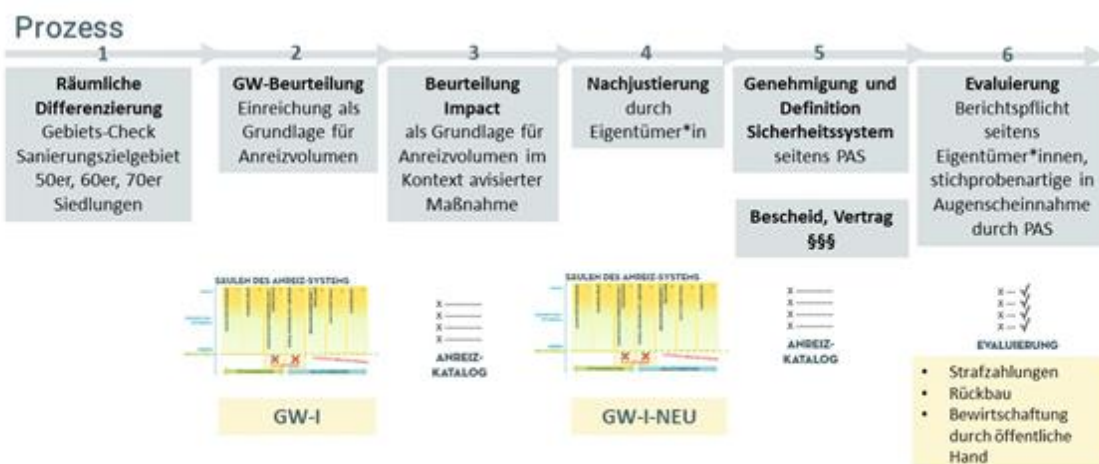 Prozess
1
2
3
4
5
6
Räumliche
Differenzierung
Gebiets-Check
Sanierungszielgebiet
50er, 60er, 70er
Siedlungen
GW-Beurteilung
Einreichung als
Grundlage für
Anreizvolumen
Beurteilung
Impact
als Grundlage für
Anreizvolumen im
Kontext avisierter
Maßnahme
Nachjustierung
durch
Eigentümer*in
Genehmigung und
Definition
Sicherheitssystem
seitens PAS
Bescheid, Vertrag
§§§
Evaluierung
Berichtspflicht
seitens
Eigentümer*innen,
stichprobenartige in
Augenscheinnahme
durch PAS
SÄULEN DES ANREIZ-SYSTEMS
GW-I
X
X
X
X
ANREIZ-
KATALOG
SÄULEN DES ANREIZ-SYSTEMS
GW-I-NEU
X
X
X
X
ANREIZ-
KATALOG
X – ✓
X – ✓
X – ✓
X – ✓
EVALUIERUNG
• Strafzahlungen
• Rückbau
• Bewirtschaftung
durch öffentliche
Hand